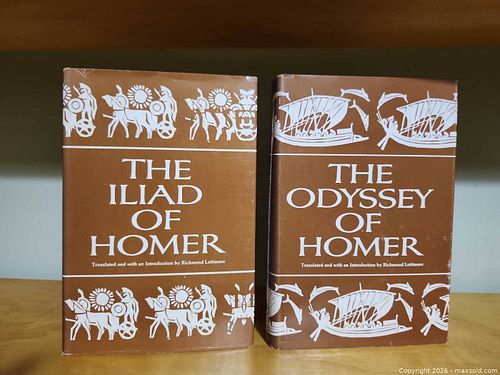 THE
ILIAD
OF
HOMER
Translated and with an Introduction by Richmond Lattimore
THE
ODYSSEY
OF
HOMER
Translated and with an Introduction by Richmond Lattimore
Copyright 2026 - maxsold.com